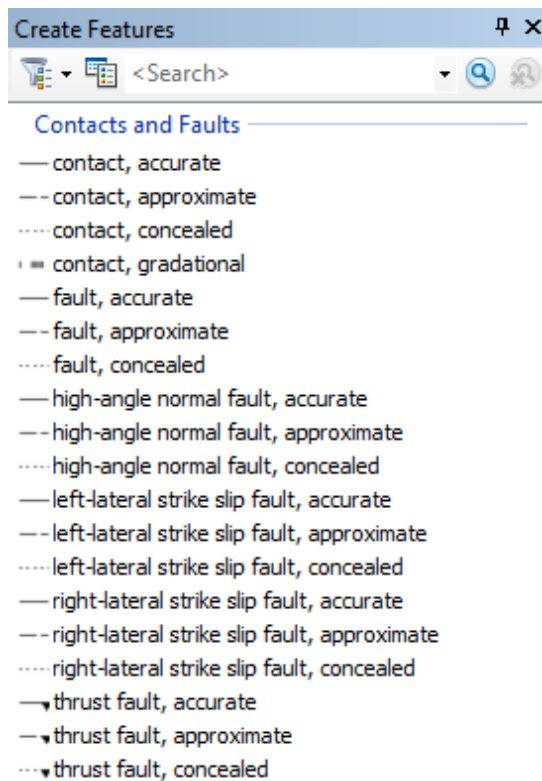 Create Features
<Search>
Contacts and Faults
contact, accurate
contact, approximate
contact, concealed
contact, gradational
fault, accurate
fault, approximate
fault, concealed
high-angle normal fault, accurate
high-angle normal fault, approximate
high-angle normal fault, concealed
left-lateral strike slip fault, accurate
left-lateral strike slip fault, approximate
left-lateral strike slip fault, concealed
right-lateral strike slip fault, accurate
right-lateral strike slip fault, approximate
right-lateral strike slip fault, concealed
thrust fault, accurate
thrust fault, approximate
thrust fault, concealed